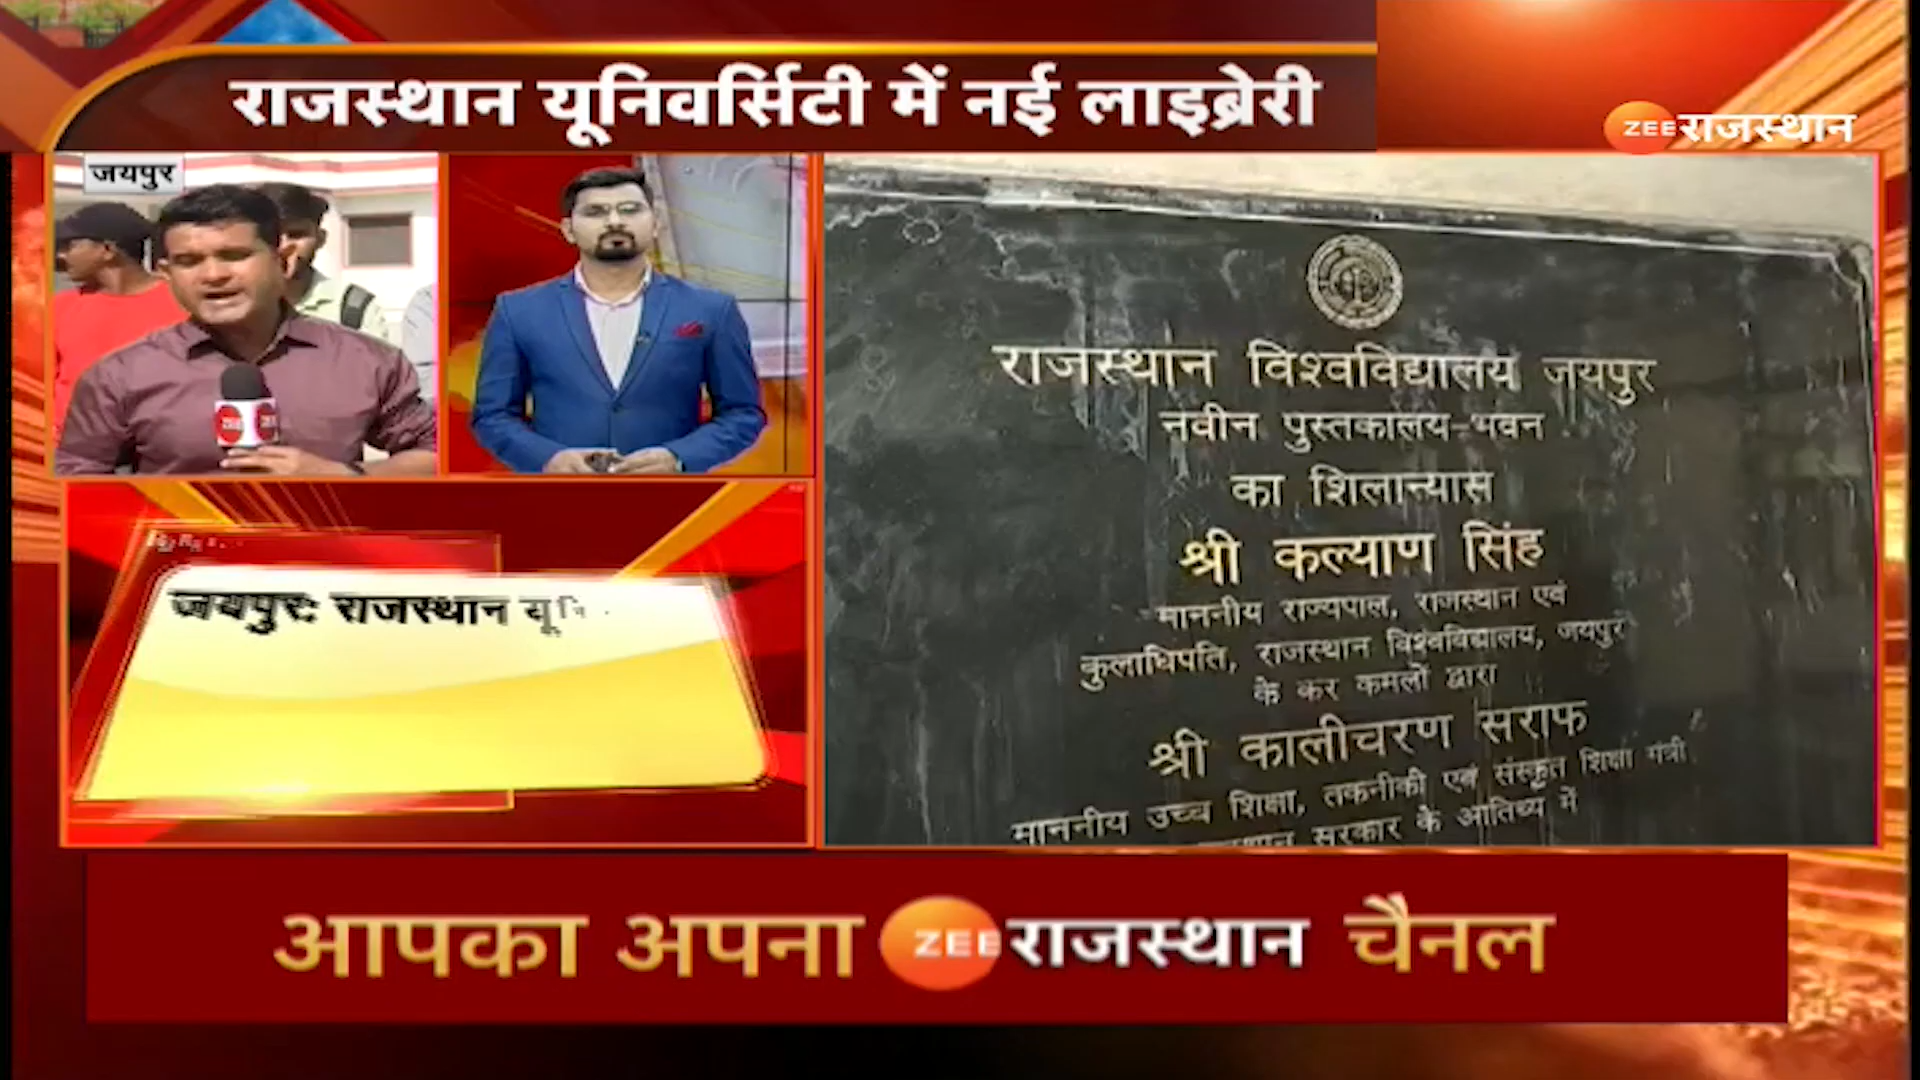 राजस्थान यूनिवर्सिटी में नई लाइब्रेरी
ZEE राजस्थान
जयपुर
राजस्थान विश्वविद्यालय जयपुर
नवीन पुस्तकालय-भवन
का शिलान्यास
श्री कल्याण सिंह
माननीय राज्यपाल, राजस्थान एवं
कुलाधिपति, राजस्थान विश्वविद्यालय, जयपुर
के कर कमलों द्वारा
श्री कालीचरण सराफ
माननीय उच्च शिक्षा, तकनीकी एवं संस्कृत शिक्षा मंत्री
सरकार के आतिथ्य में
जयपुर: राजस्थान
आपका अपना ZEE राजस्थान चैनल